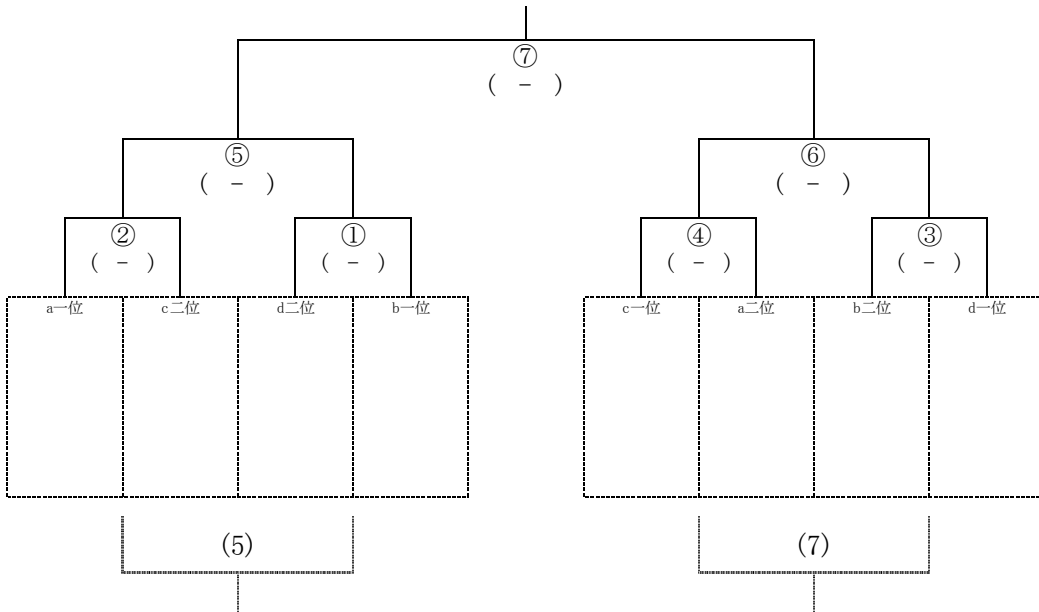 ⑦
( － )
⑤ ⑥
( － ) ( － )
② ① ④ ③
( － ) ( － ) ( － ) ( － )
a一位 c二位 d二位 b一位 c一位 a二位 b二位 d一位
(5) (7)